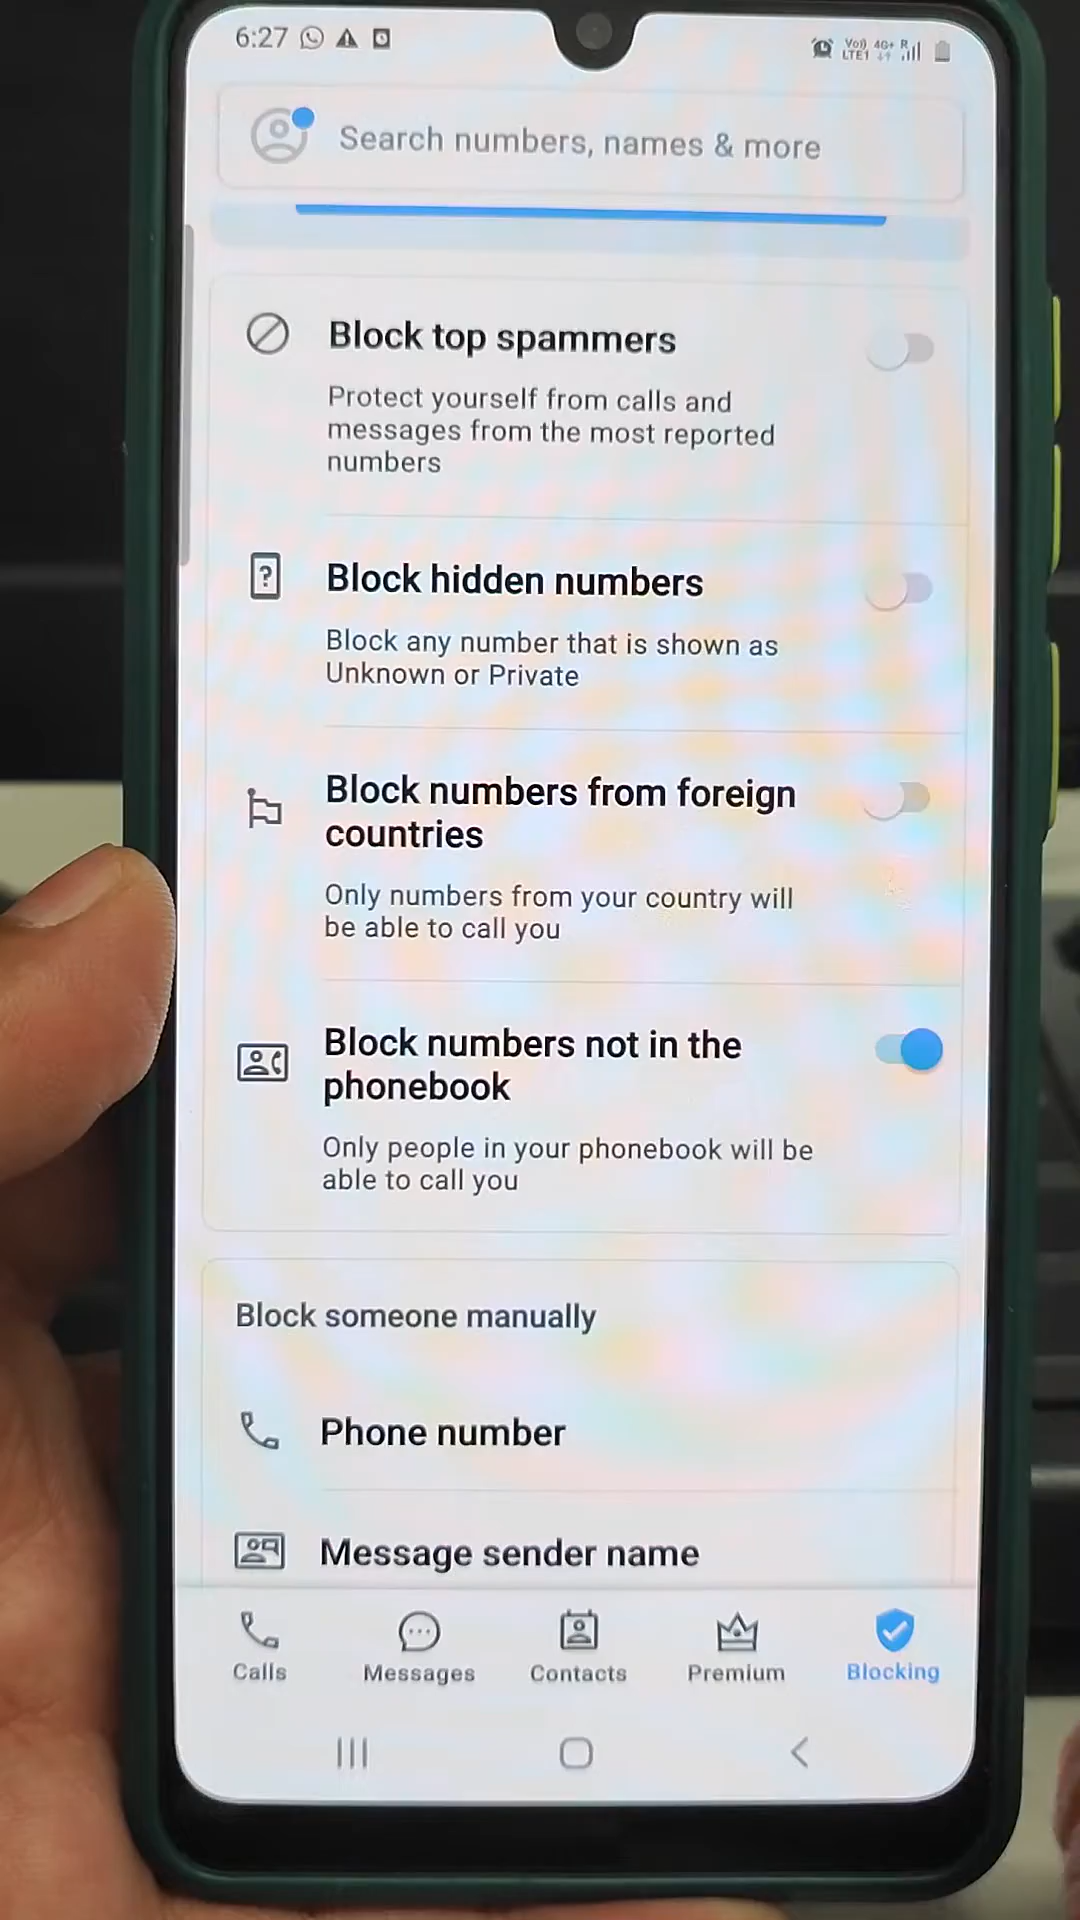 6:27
Vo)) 4G+ R
LTE1
Search numbers, names & more
Block top spammers
Protect yourself from calls and
messages from the most reported
numbers
Block hidden numbers
Block any number that is shown as
Unknown or Private
Block numbers from foreign
countries
Only numbers from your country will
be able to call you
Block numbers not in the
phonebook
Only people in your phonebook will be
able to call you
Block someone manually
Phone number
Message sender name
Calls Messages Contacts Premium Blocking